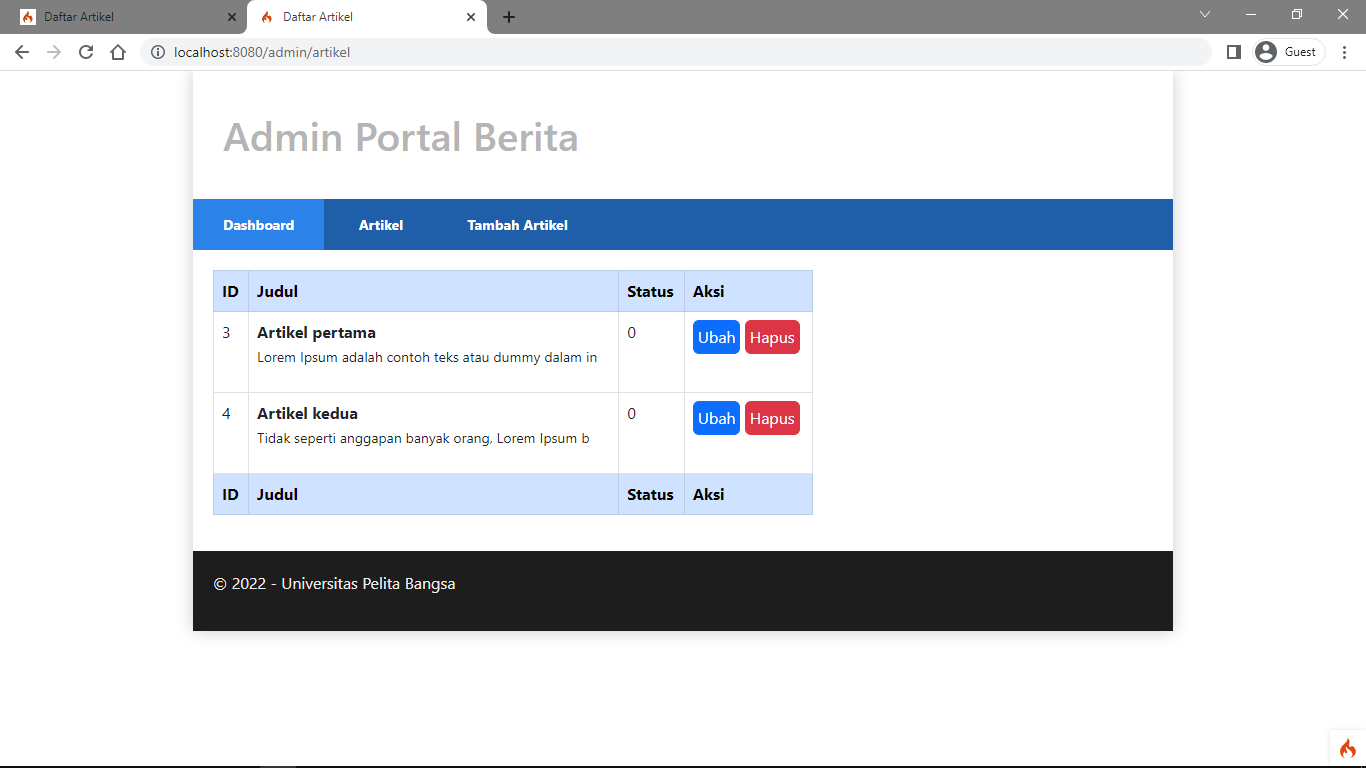 Daftar Artikel
Daftar Artikel
localhost:8080/admin/artikel
Guest
Admin Portal Berita
Dashboard Artikel Tambah Artikel
ID Judul Status Aksi
3 Artikel pertama 0 Ubah Hapus
Lorem Ipsum adalah contoh teks atau dummy dalam in
4 Artikel kedua 0 Ubah Hapus
Tidak seperti anggapan banyak orang, Lorem Ipsum b
ID Judul Status Aksi
© 2022 - Universitas Pelita Bangsa